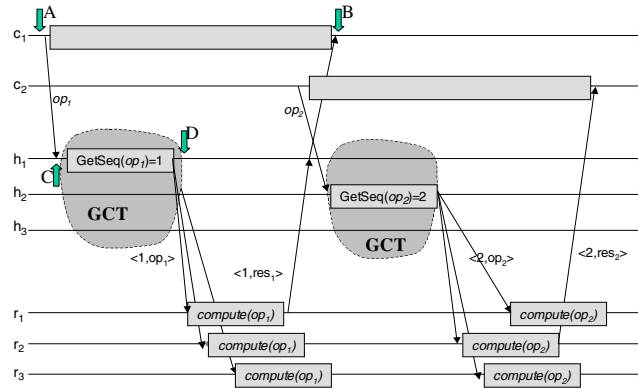 A B
c1
c2
op1
op2
D
h1 GetSeq(op1)=1
C
h2 GetSeq(op2)=2
GCT
h3
GCT
<1,op1> <1,res1> <2,op2> <2,res2>
r1 compute(op1) compute(op2)
r2 compute(op1) compute(op2)
r3 compute(op1) compute(op2)